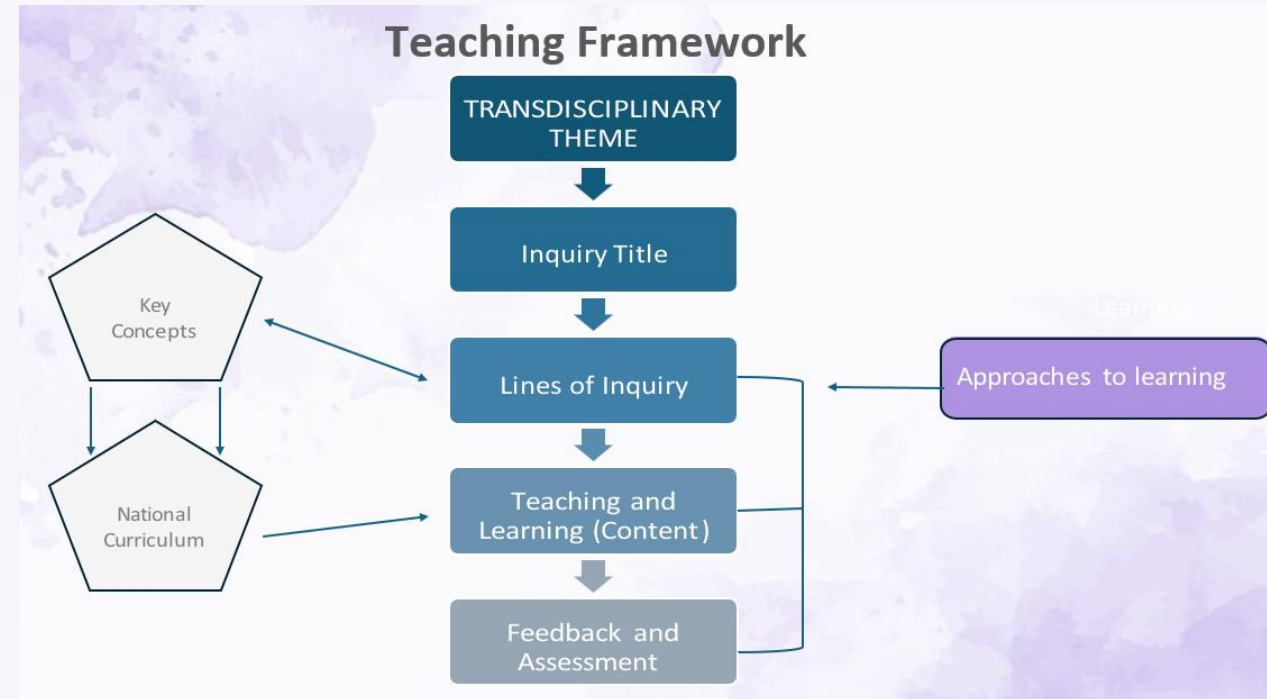 Teaching Framework
TRANSDISCIPLINARY
THEME
Inquiry Title
Key
Concepts
Learning
Lines of Inquiry
Approaches to learning
Teaching and
Learning (Content)
National
Curriculum
Feedback and
Assessment